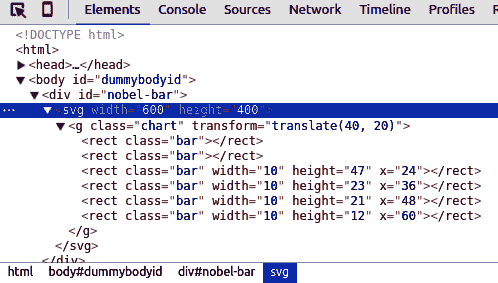 Elements Console Sources Network Timeline Profiles
<!DOCTYPE html>
<html>
▶<head>…</head>
▼<body id="dummybodyid">
▼<div id="nobel-bar">
… ▼<svg width="600" height="400">
▼<g class="chart" transform="translate(40, 20)">
<rect class="bar"></rect>
<rect class="bar"></rect>
<rect class="bar" width="10" height="47" x="24"></rect>
<rect class="bar" width="10" height="23" x="36"></rect>
<rect class="bar" width="10" height="21" x="48"></rect>
<rect class="bar" width="10" height="12" x="60"></rect>
</g>
</svg>
</div>
html body#dummybodyid div#nobel-bar svg